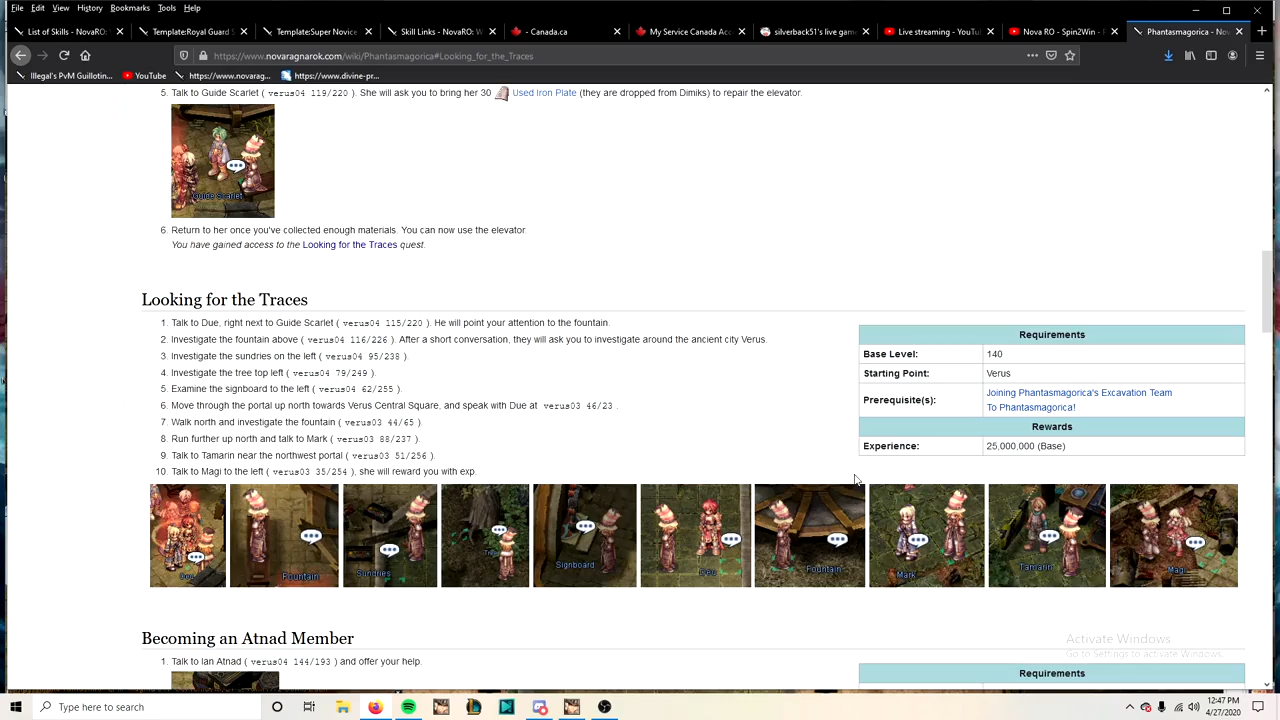 File Edit View History Bookmarks Tools Help
List of Skills - NovaRO: Template:Royal Guard S Template:Super Novice Skill Links - NovaRO: W - Canada.ca My Service Canada Acc silverback51's live game Live streaming - YouTube Nova RO - Spin2Win - Phantasmagorica - Nov
https://www.novaragnarok.com/wiki/Phantasmagorica#Looking_for_the_Traces
Illegal's PvM Guillotin... YouTube https://www.novarag... https://www.divine-pr...
5. Talk to Guide Scarlet ( verus04 119/220 ). She will ask you to bring her 30 Used Iron Plate (they are dropped from Dimiks) to repair the elevator.
Guide Scarlet
6. Return to her once you've collected enough materials. You can now use the elevator.
You have gained access to the Looking for the Traces quest.
Looking for the Traces
1. Talk to Due, right next to Guide Scarlet ( verus04 115/220 ). He will point your attention to the fountain.
2. Investigate the fountain above ( verus04 116/226 ). After a short conversation, they will ask you to investigate around the ancient city Verus.
3. Investigate the sundries on the left ( verus04 95/238 ).
4. Investigate the tree top left ( verus04 79/249 ).
5. Examine the signboard to the left ( verus04 62/255 ).
6. Move through the portal up north towards Verus Central Square, and speak with Due at verus03 46/23 .
7. Walk north and investigate the fountain ( verus03 44/65 ).
8. Run further up north and talk to Mark ( verus03 88/237 ).
9. Talk to Tamarin near the northwest portal ( verus03 51/256 ).
10. Talk to Magi to the left ( verus03 35/254 ), she will reward you with exp.
Requirements
Base Level: 140
Starting Point: Verus
Prerequisite(s): Joining Phantasmagorica's Excavation Team
To Phantasmagorica!
Rewards
Experience: 25,000,000 (Base)
Due Fountain Sundries Tree Signboard Due Fountain Mark Tamarin Magi
Becoming an Atnad Member
1. Talk to Ian Atnad ( verus04 144/193 ) and offer your help.
Requirements
Activate Windows
Go to Settings to activate Windows.
Type here to search
12:47 PM
4/27/2020